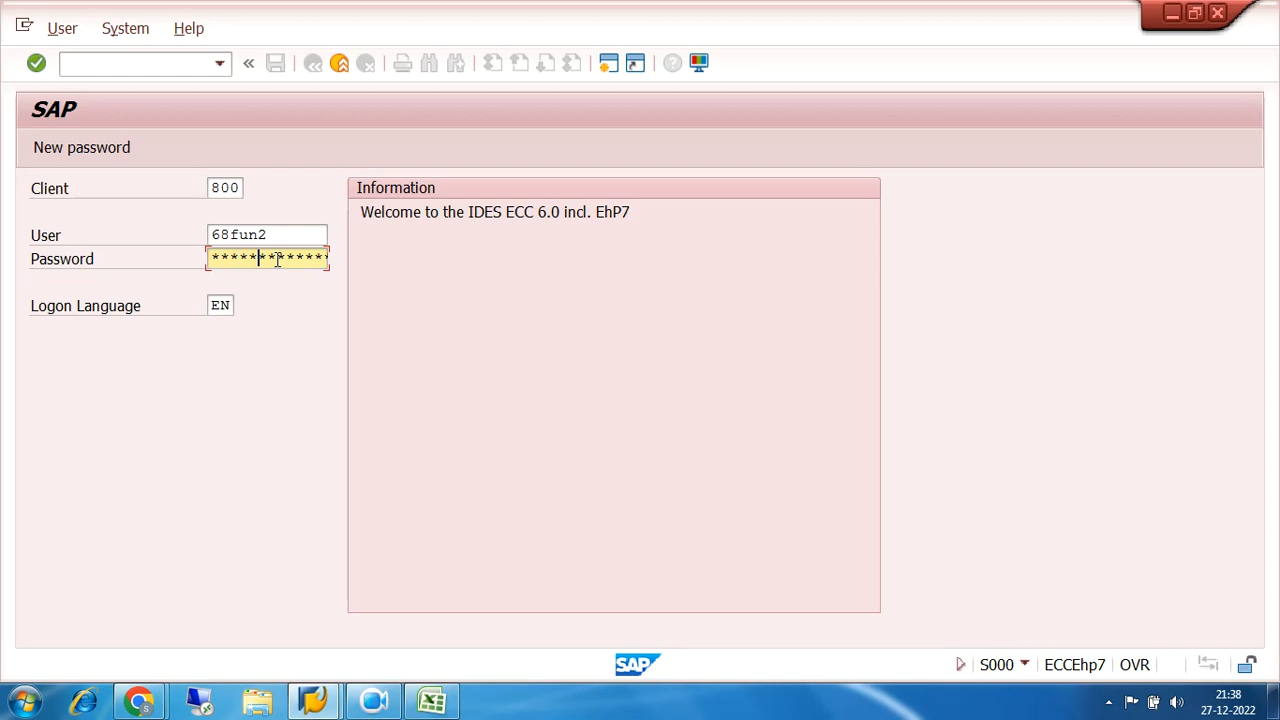 User System Help
SAP
New password
Client 800
Information
Welcome to the IDES ECC 6.0 incl. EhP7
User 68fun2
Password *************
Logon Language EN
SAP
S000 ECCEhp7 OVR
21:38
27-12-2022